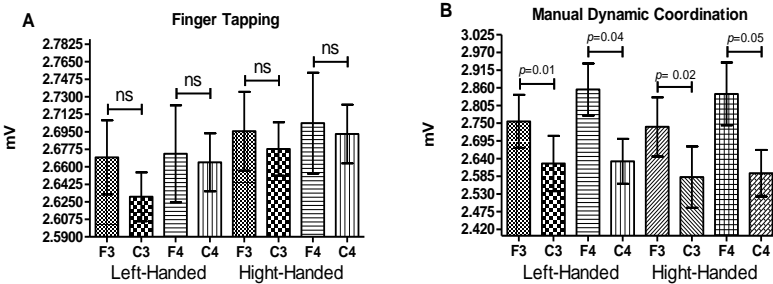 A
Finger Tapping
mV
2.7825
2.7650
2.7475
2.7300
2.7125
2.6950
2.6775
2.6600
2.6425
2.6250
2.6075
2.5900
ns
ns
ns
ns
F3 C3 F4 C4 F3 C3 F4 C4
Left-Handed Hight-Handed
B
Manual Dynamic Coordination
mV
3.025
2.970
2.915
2.860
2.805
2.750
2.695
2.640
2.585
2.530
2.475
2.420
p=0.01
p=0.04
p= 0.02
p=0.05
F3 C3 F4 C4 F3 C3 F4 C4
Left-Handed Hight-Handed